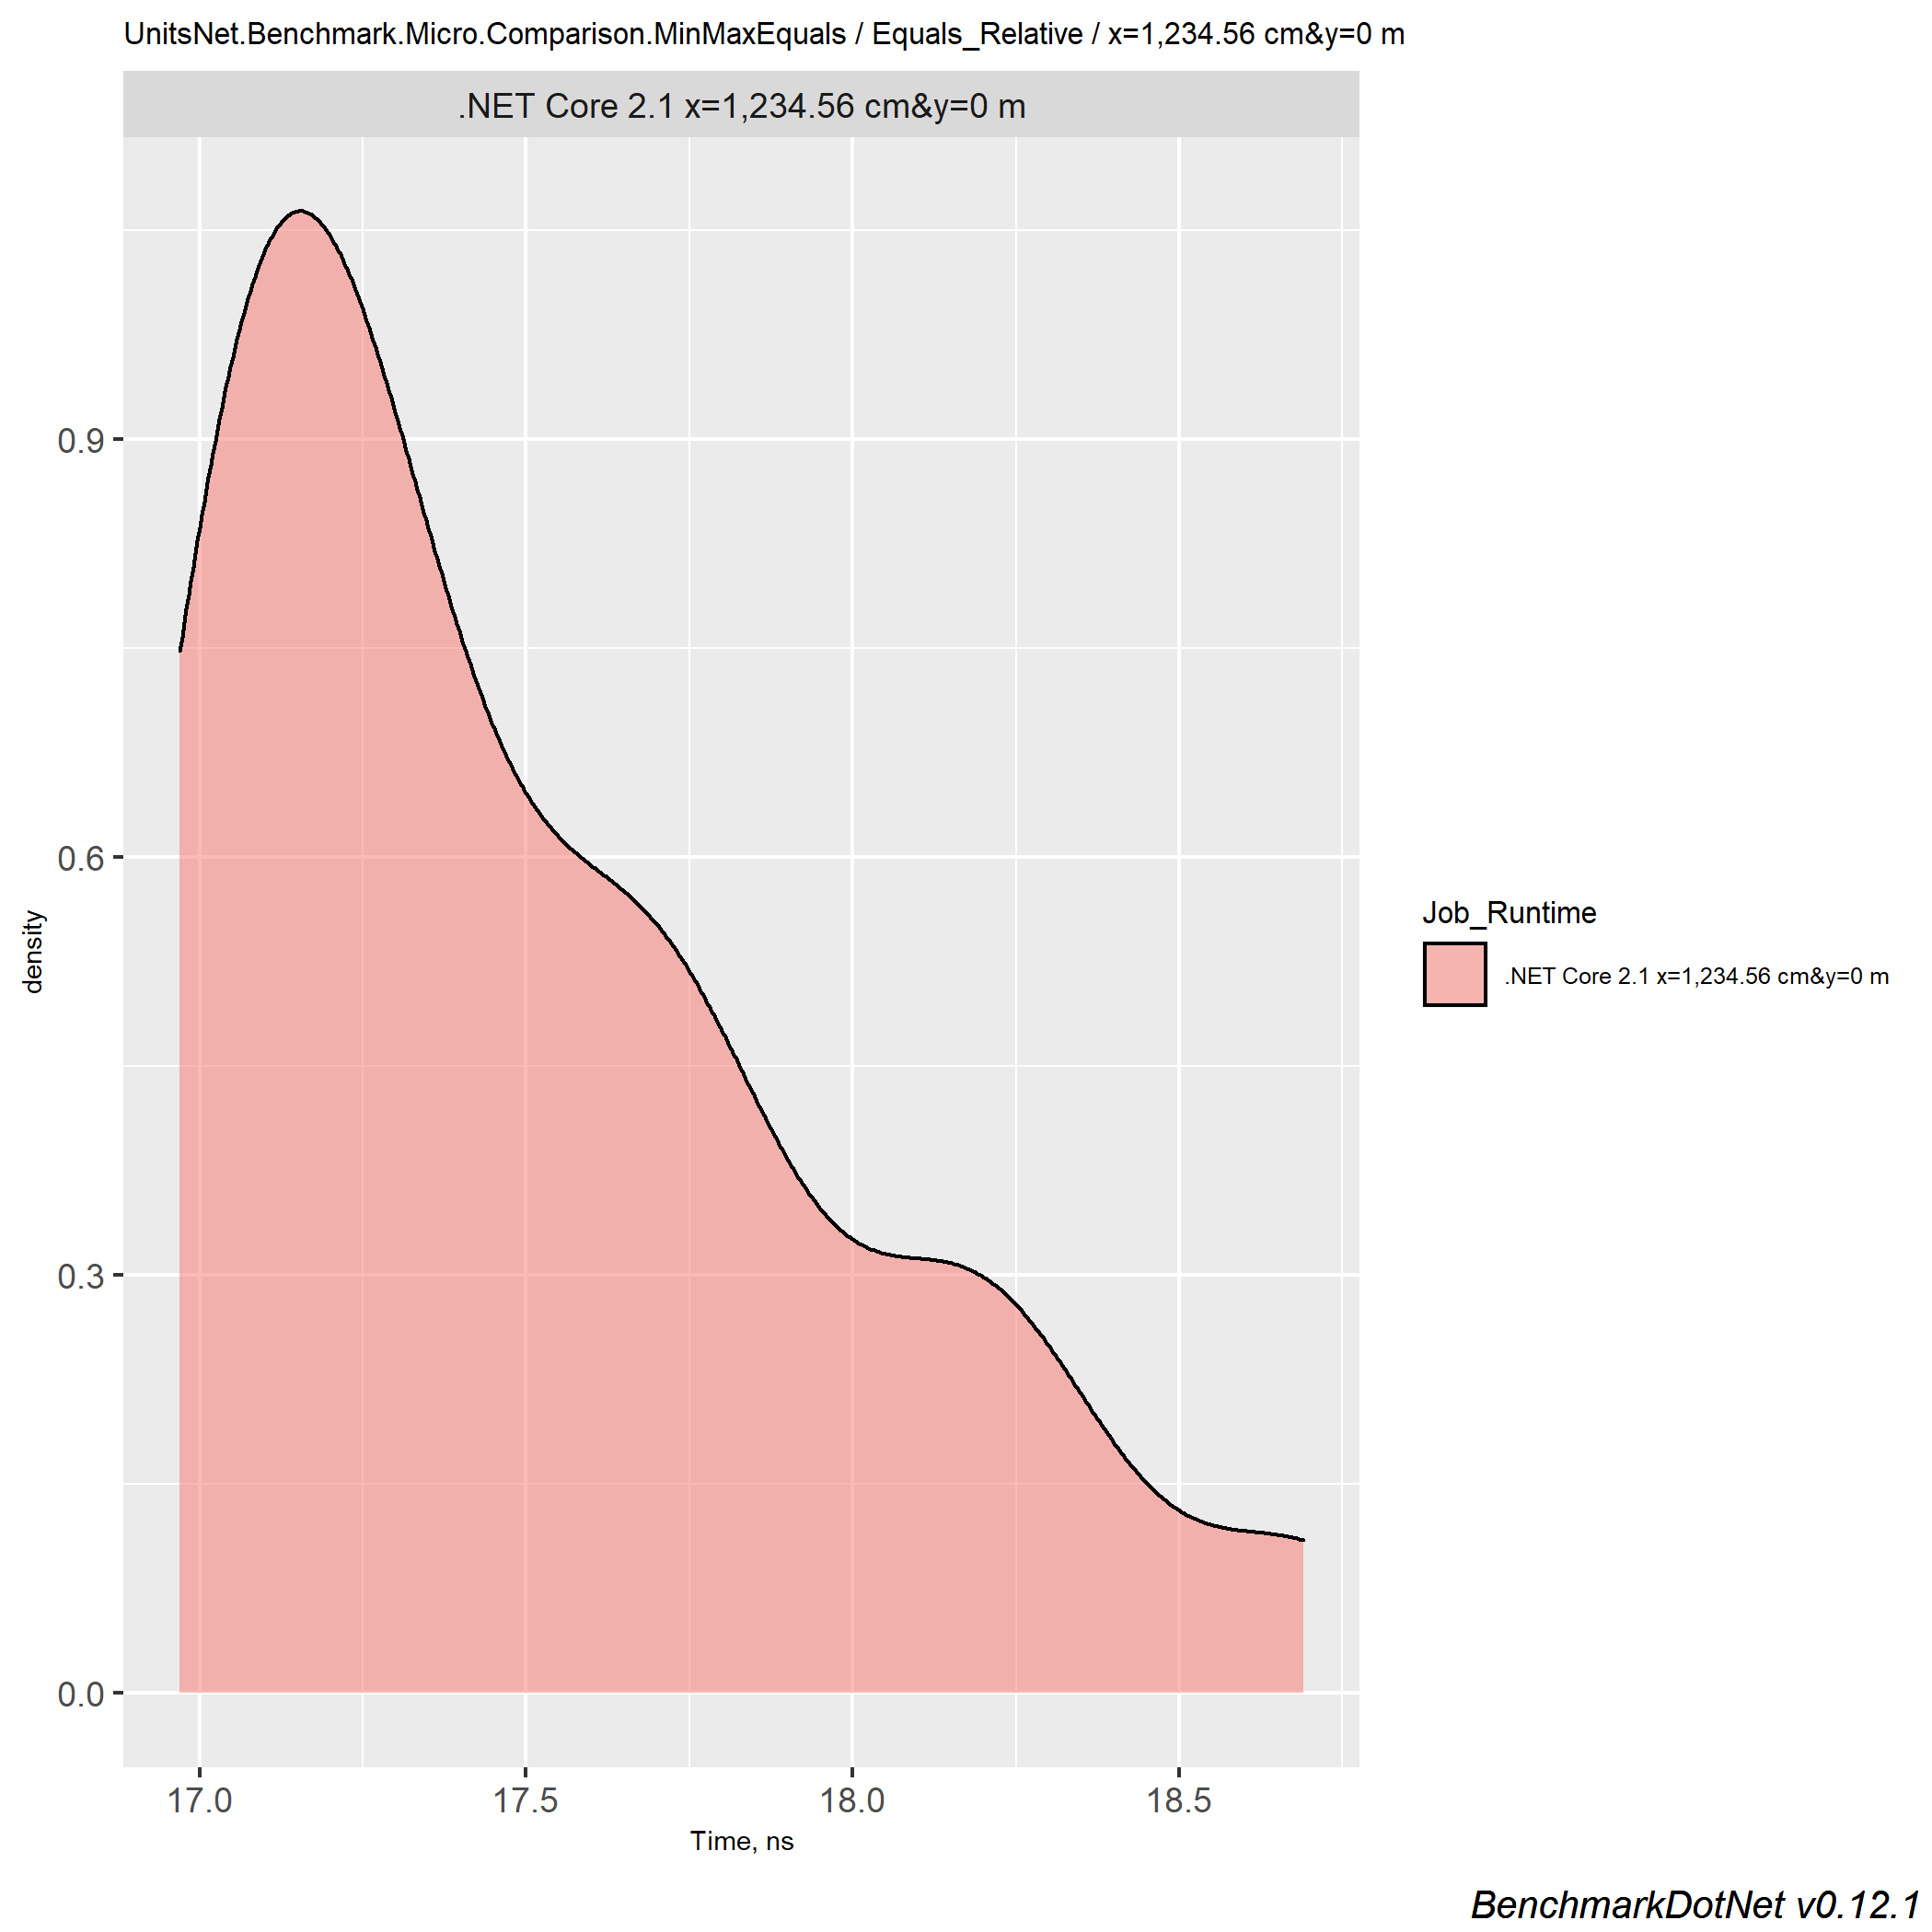 UnitsNet.Benchmark.Micro.Comparison.MinMaxEquals / Equals_Relative / x=1,234.56 cm&y=0 m
.NET Core 2.1 x=1,234.56 cm&y=0 m
0.9
0.6
0.3
0.0
density
17.0 17.5 18.0 18.5
Time, ns
Job_Runtime
.NET Core 2.1 x=1,234.56 cm&y=0 m
BenchmarkDotNet v0.12.1